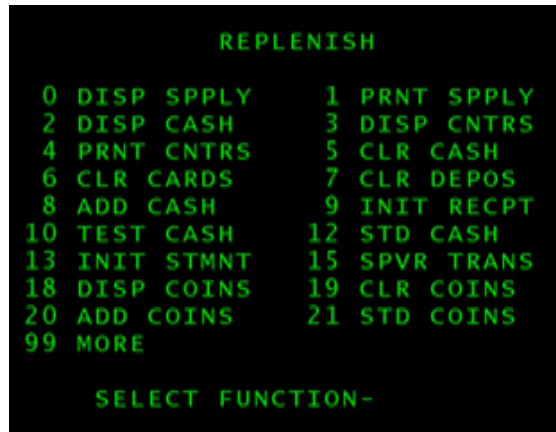 REPLENISH
0 DISP SPPLY 1 PRNT SPPLY
2 DISP CASH 3 DISP CNTRS
4 PRNT CNTRS 5 CLR CASH
6 CLR CARDS 7 CLR DEPOS
8 ADD CASH 9 INIT RECPT
10 TEST CASH 12 STD CASH
13 INIT STMNT 15 SPVR TRANS
18 DISP COINS 19 CLR COINS
20 ADD COINS 21 STD COINS
99 MORE
SELECT FUNCTION-